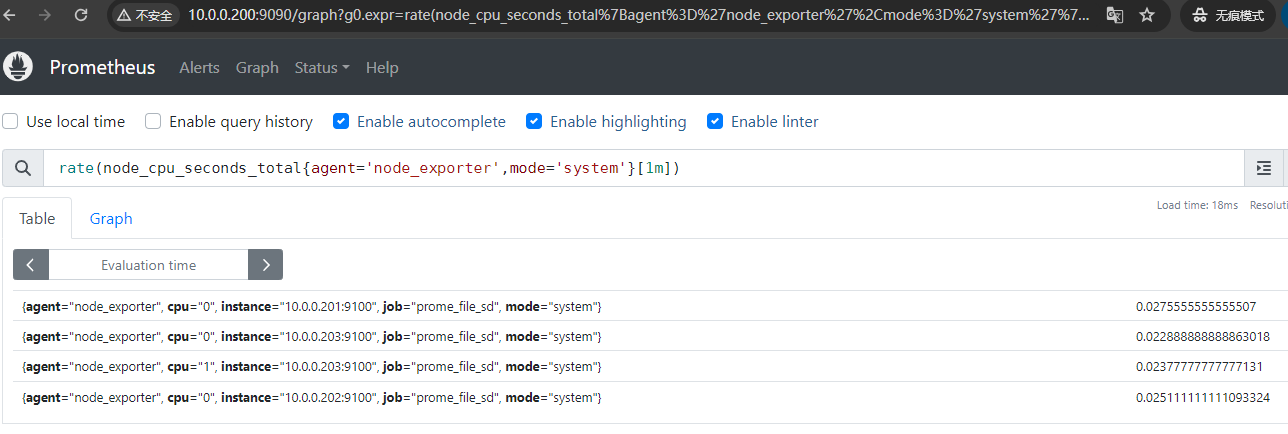 不安全
10.0.0.200:9090/graph?g0.expr=rate(node_cpu_seconds_total%7Bagent%3D%27node_exporter%27%2Cmode%3D%27system%27%7...
无痕模式
Prometheus Alerts Graph Status Help
Use local time Enable query history Enable autocomplete Enable highlighting Enable linter
rate(node_cpu_seconds_total{agent='node_exporter',mode='system'}[1m])
Load time: 18ms Resoluti
Table Graph
Evaluation time
{agent="node_exporter", cpu="0", instance="10.0.0.201:9100", job="prome_file_sd", mode="system"} 0.0275555555555507
{agent="node_exporter", cpu="0", instance="10.0.0.203:9100", job="prome_file_sd", mode="system"} 0.022888888888863018
{agent="node_exporter", cpu="1", instance="10.0.0.203:9100", job="prome_file_sd", mode="system"} 0.02377777777777131
{agent="node_exporter", cpu="0", instance="10.0.0.202:9100", job="prome_file_sd", mode="system"} 0.025111111111093324